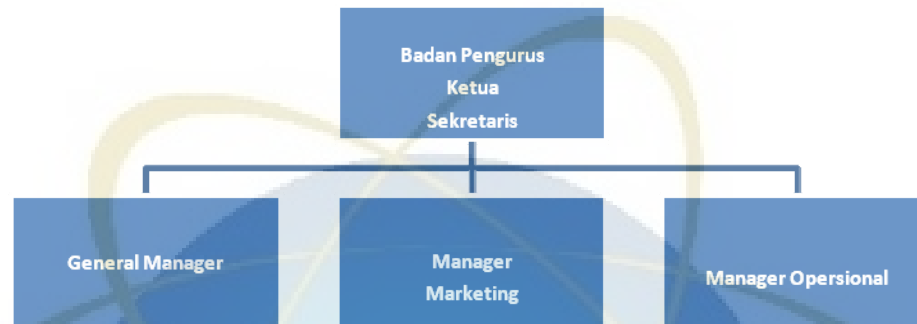 Badan Pengurus
Ketua
Sekretaris
General Manager
Manager
Marketing
Manager Opersional